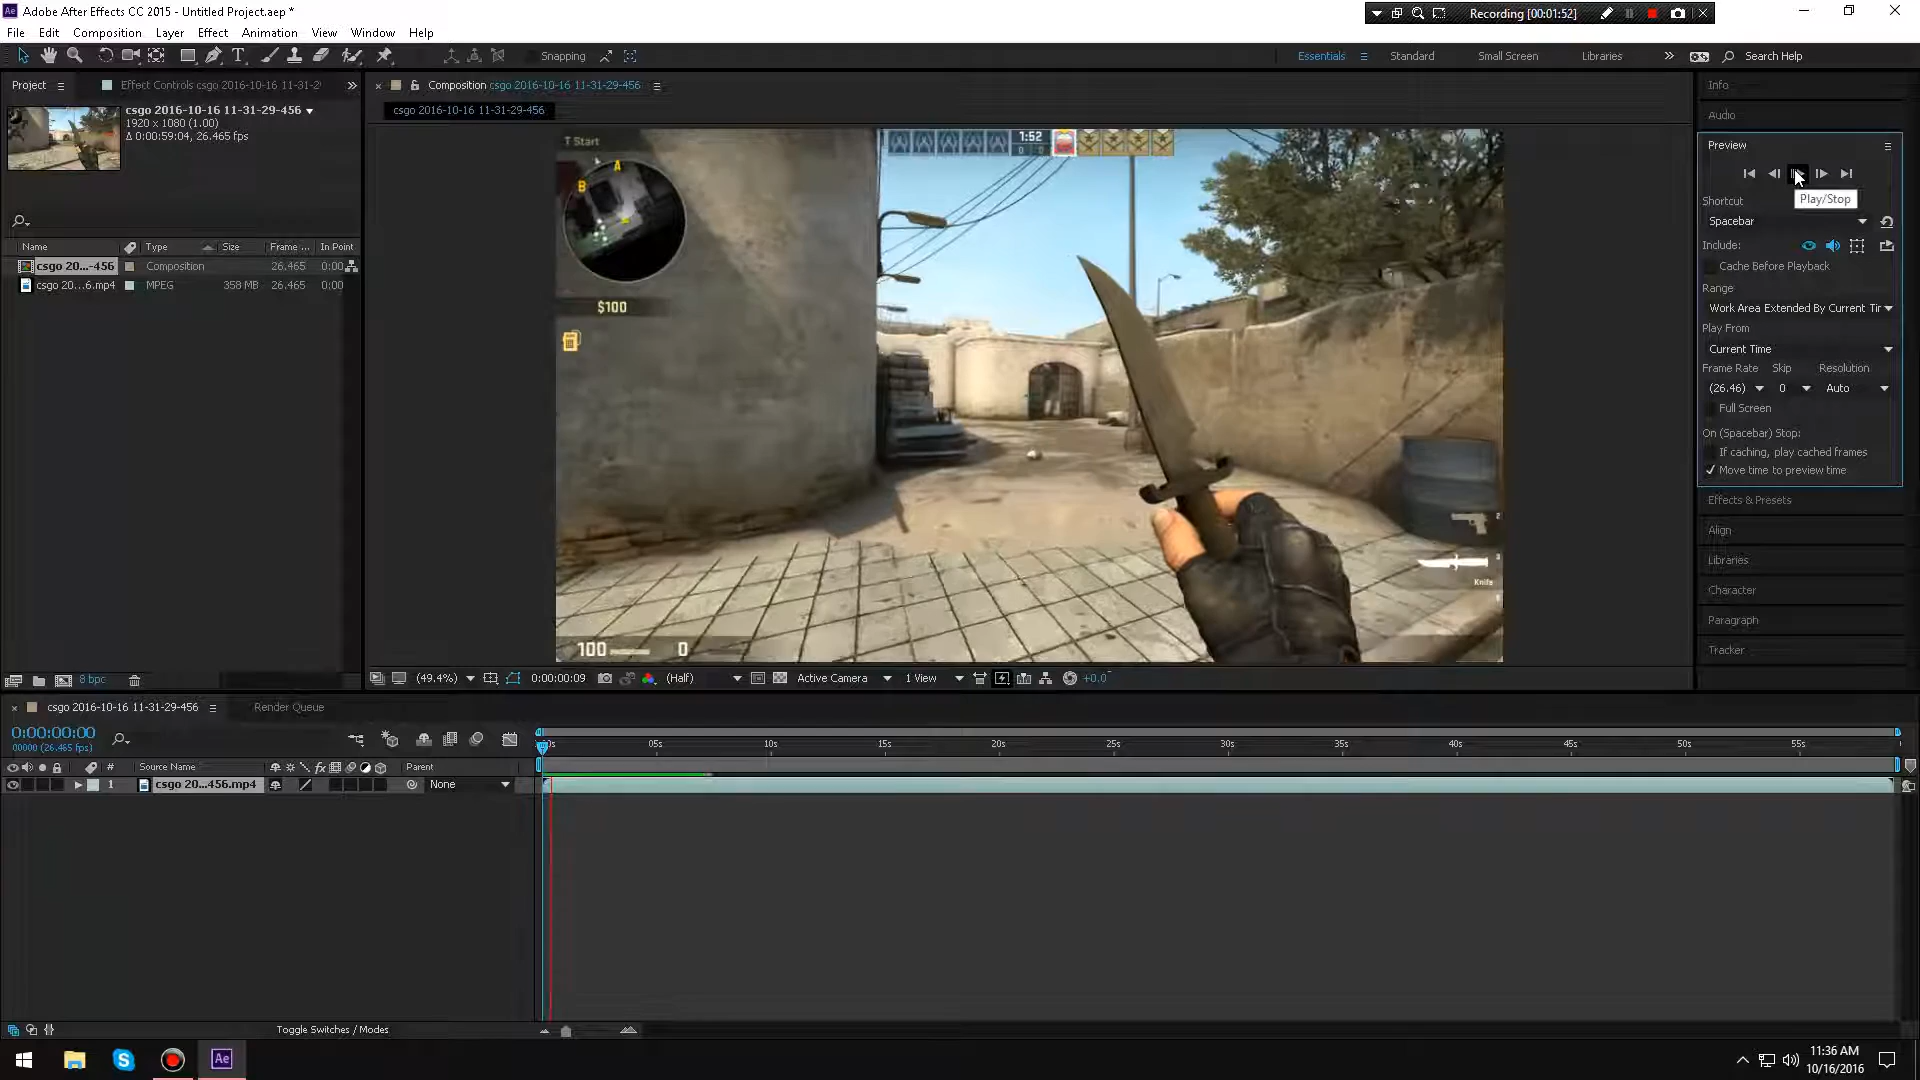 Adobe After Effects CC 2015 - Untitled Project.aep *
Recording [00:01:52]
File Edit Composition Layer Effect Animation View Window Help
Snapping
Essentials Standard Small Screen Libraries Search Help
Project Effect Controls csgo 2016-10-16 11-31-2
Composition csgo 2016-10-16 11-31-29-456
Info
csgo 2016-10-16 11-31-29-456
1920 x 1080 (1.00)
Δ 0:00:59:04, 26.465 fps
csgo 2016-10-16 11-31-29-456
Audio
T Start
A
B
1:52
0 0
$100
100
0
2
3
Knife
1
Preview
Play/Stop
Shortcut
Spacebar
Include:
Cache Before Playback
Range
Work Area Extended By Current Tir
Play From
Current Time
Frame Rate Skip Resolution
(26.46) 0 Auto
Full Screen
On (Spacebar) Stop:
If caching, play cached frames
Move time to preview time
Effects & Presets
Align
Libraries
Character
Paragraph
Tracker
Name Type Size Frame ... In Point
csgo 20...-456 Composition 26.465 0:00
csgo 20...6.mp4 MPEG 358 MB 26.465 0:00
8 bpc
(49.4%) 0:00:00:09 (Half) Active Camera 1 View +0.0
csgo 2016-10-16 11-31-29-456 Render Queue
0:00:00:00
00000 (26.465 fps)
05s 10s 15s 20s 25s 30s 35s 40s 45s 50s 55s
# Source Name fx Parent
1 csgo 20...456.mp4 None
Toggle Switches / Modes
Ae
11:36 AM
10/16/2016